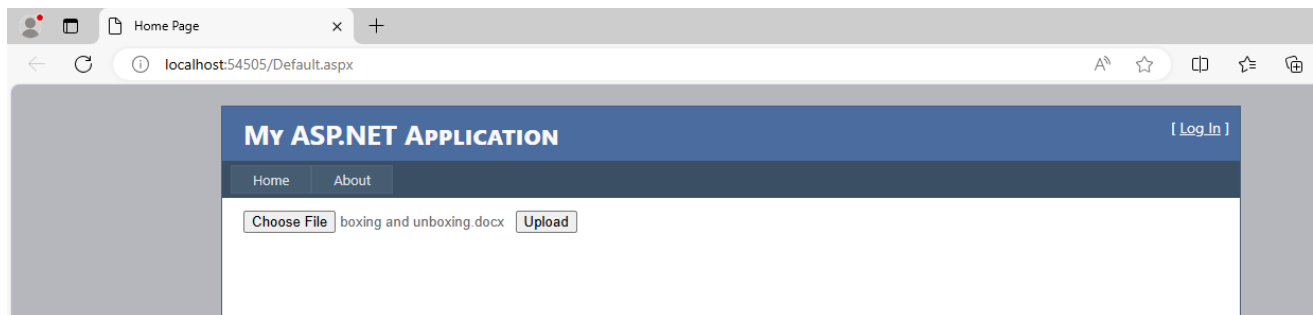 Home Page
localhost:54505/Default.aspx
A
My ASP.NET Application
[ Log In ]
Home About
Choose File boxing and unboxing.docx Upload